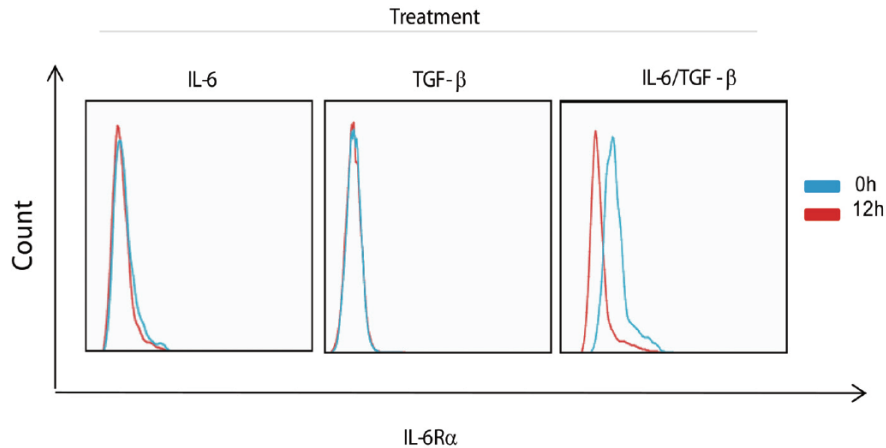 Treatment
IL-6
TGF- β
IL-6/TGF - β
0h
12h
Count
IL-6Rα